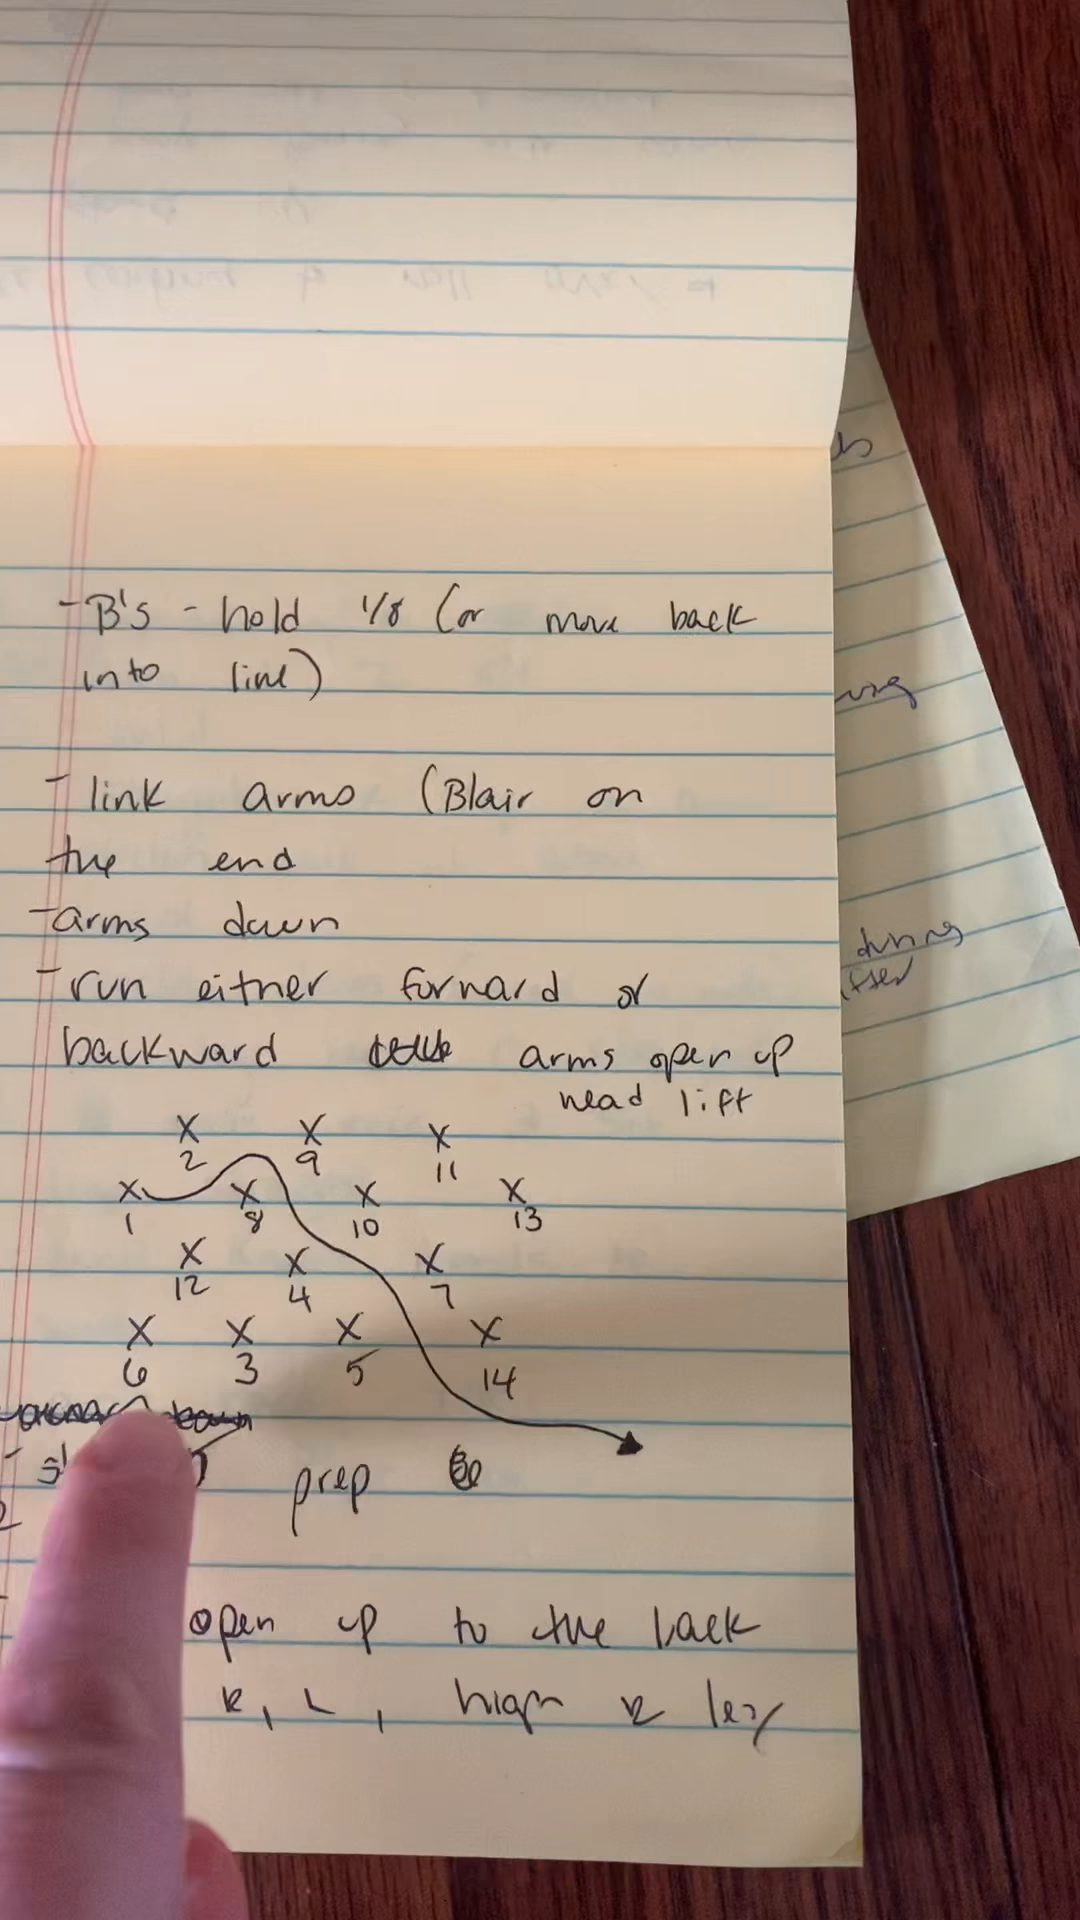 - B's - hold 1/8 (or move back
into line)
- link arms (Blair on
the end
- arms down
- run either forward or
backward arms open up
head lift
X X X
2 9 11
X X X X
1 8 10 13
X X X
12 4 7
X X X X
6 3 5 14
prep
open up to the back
R, L, high R leg
during